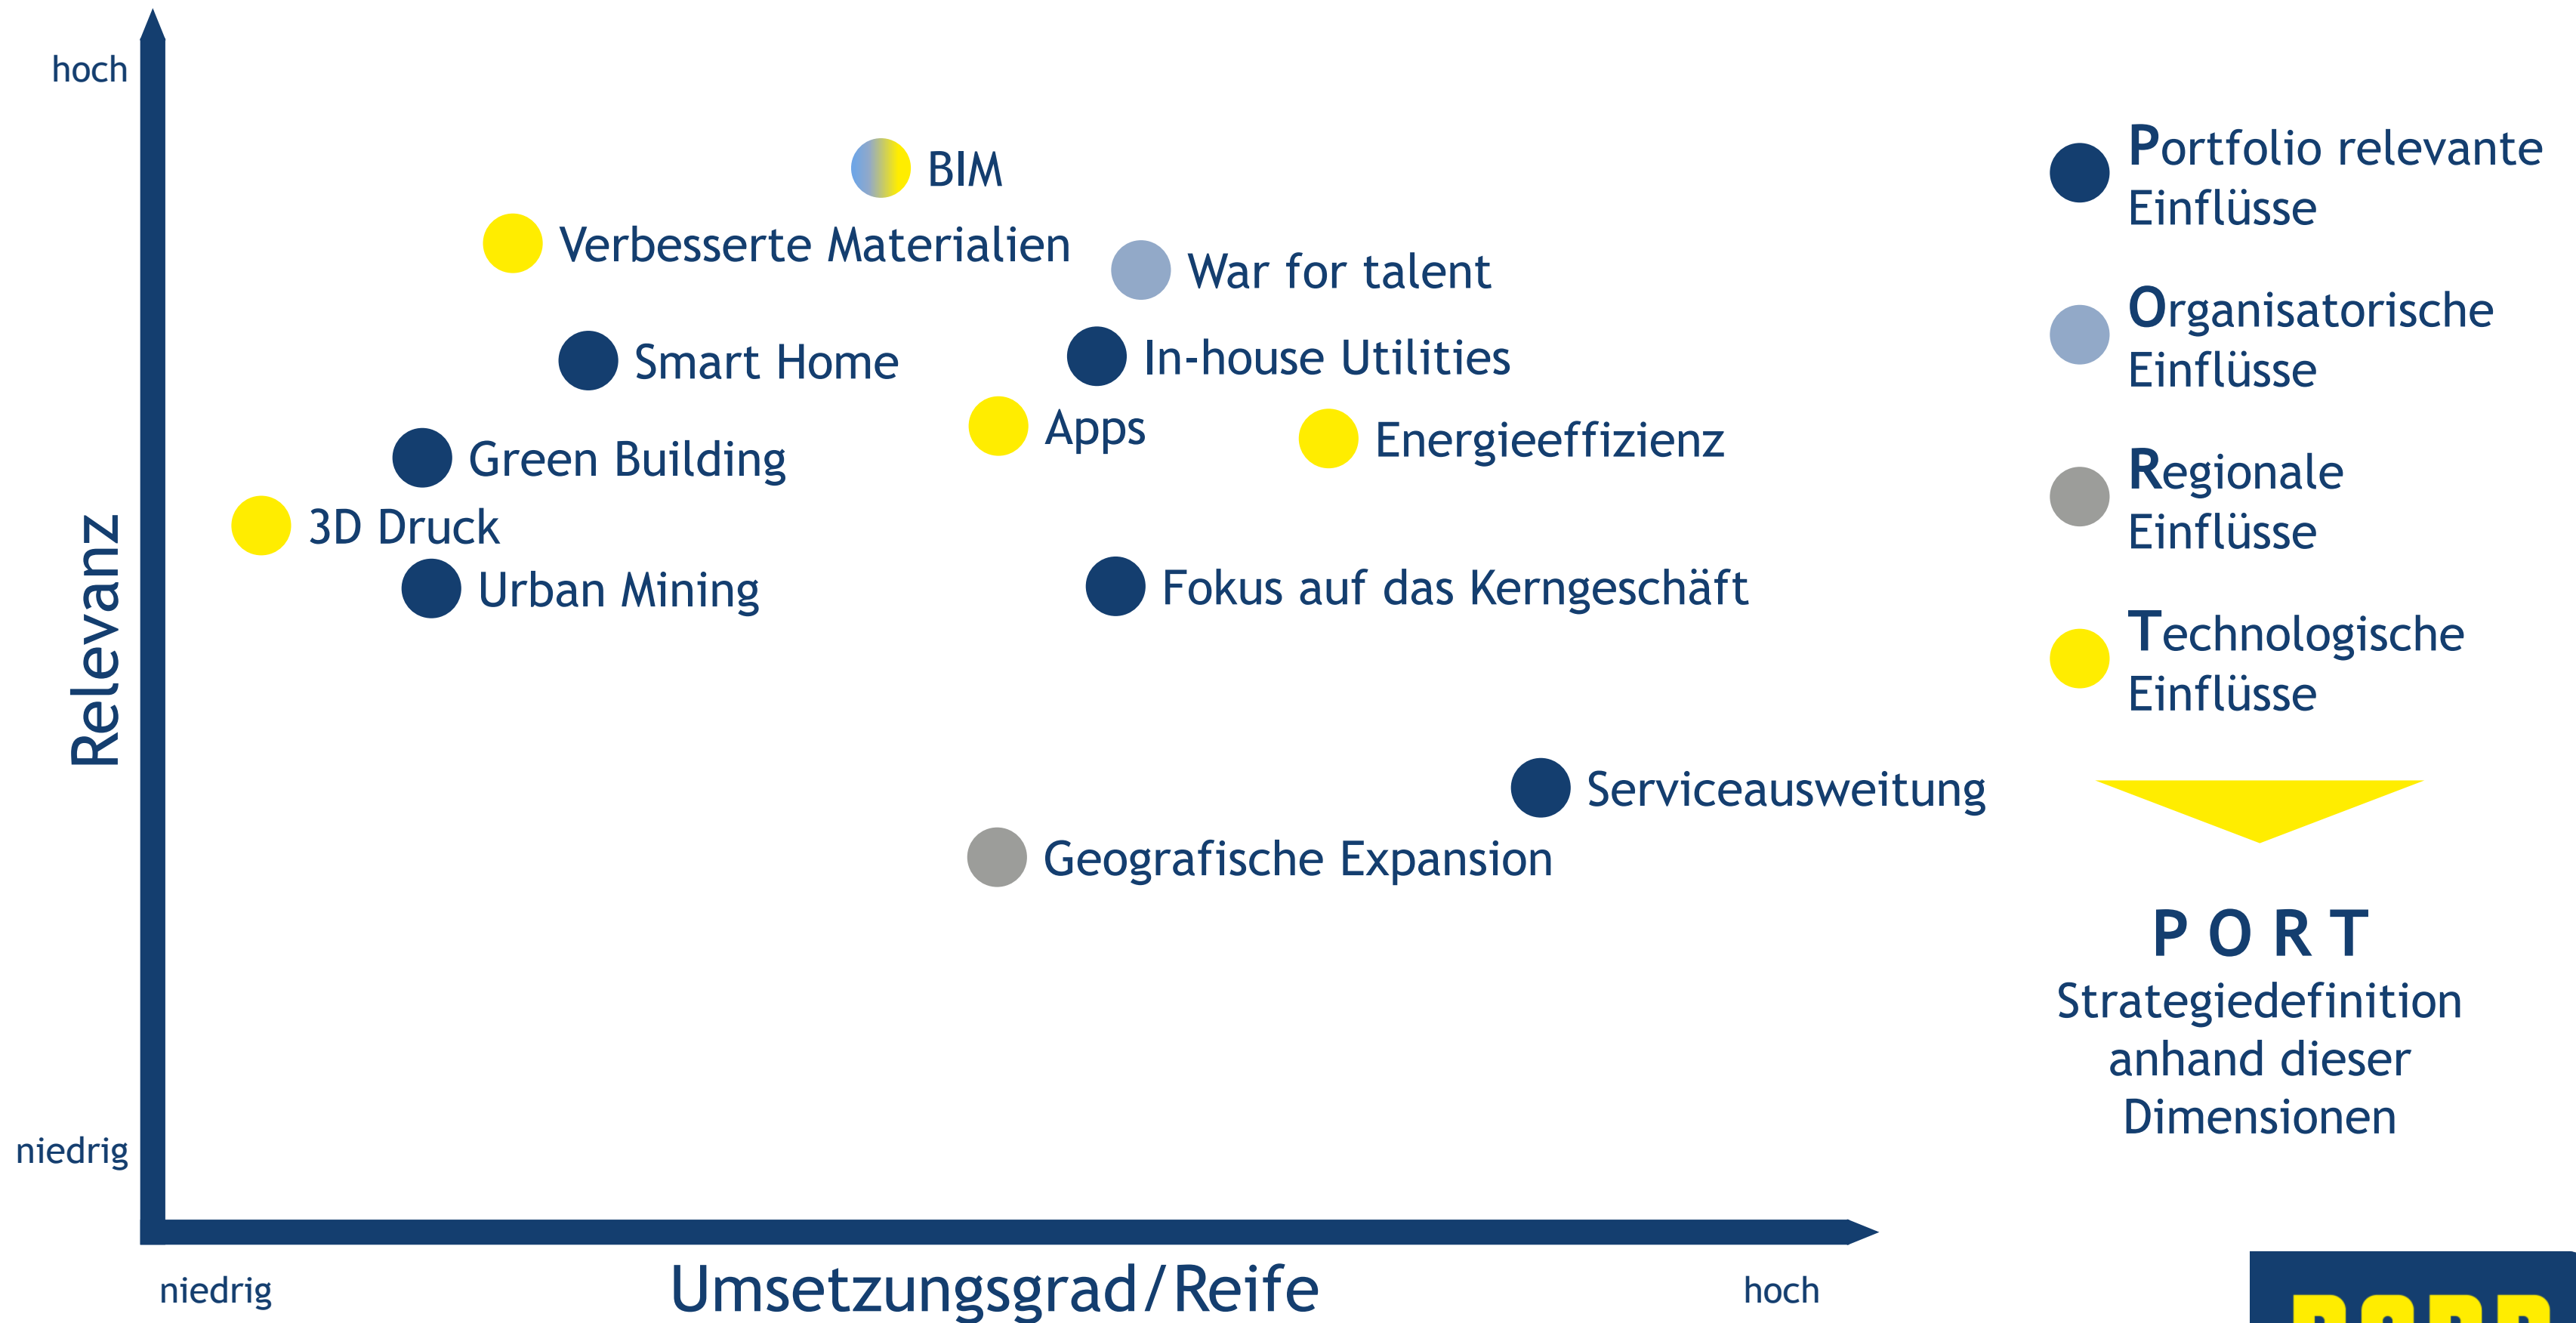 hoch
BIM
Verbesserte Materialien
War for talent
Smart Home
In-house Utilities
Apps
Energieeffizienz
Green Building
3D Druck
Urban Mining
Fokus auf das Kerngeschäft
Serviceausweitung
Geografische Expansion
Relevanz
niedrig
niedrig
Umsetzungsgrad/Reife
hoch
Portfolio relevante
Einflüsse
Organisatorische
Einflüsse
Regionale
Einflüsse
Technologische
Einflüsse
PORT
Strategiedefinition
anhand dieser
Dimensionen